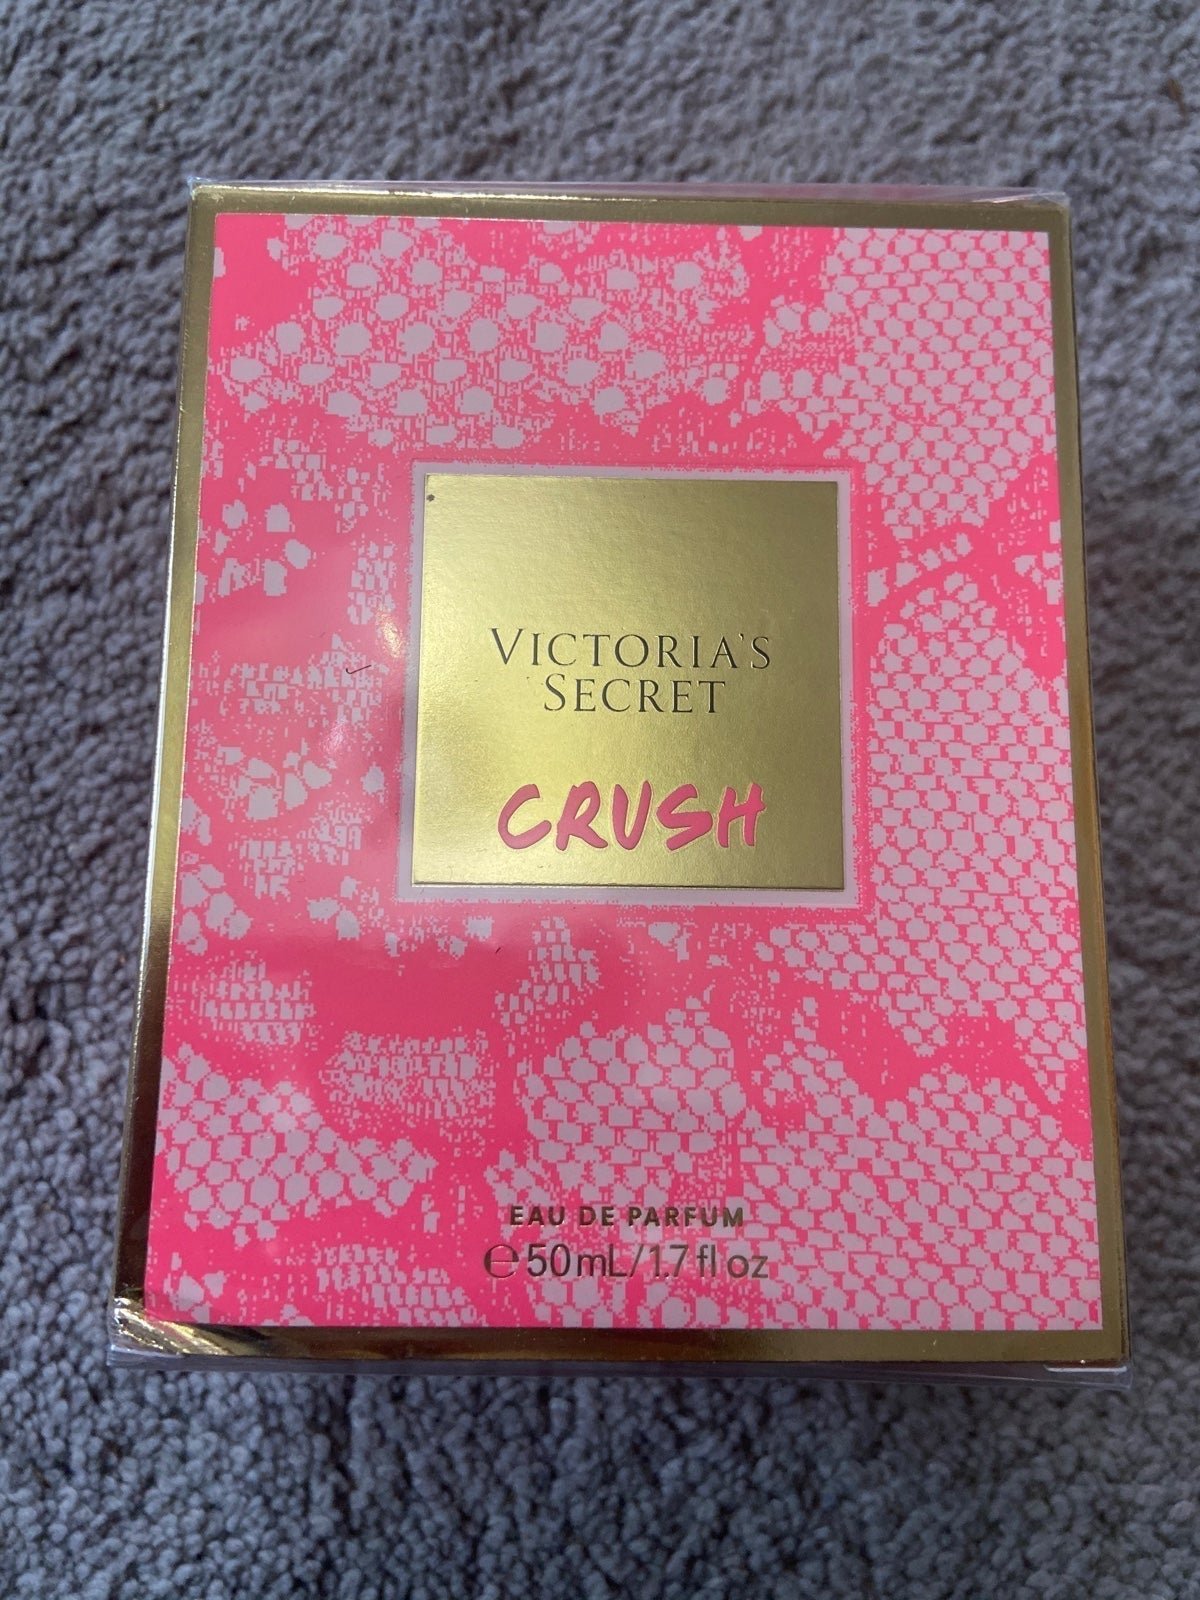 VICTORIA'S
SECRET
CRUSH
EAU DE PARFUM
℮50mL/1.7 fl oz